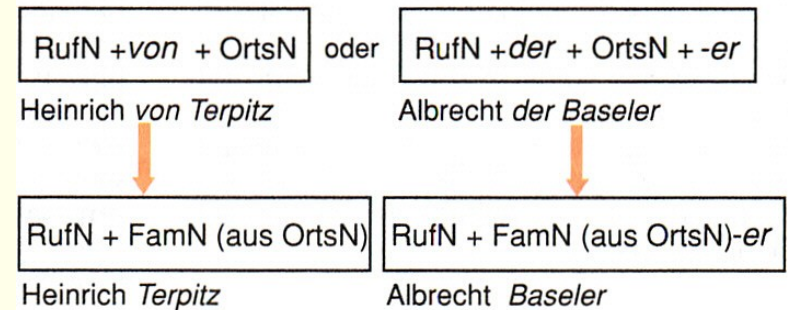 RufN +von + OrtsN oder RufN +der + OrtsN + -er
Heinrich von Terpitz Albrecht der Baseler
RufN + FamN (aus OrtsN) RufN + FamN (aus OrtsN)-er
Heinrich Terpitz Albrecht Baseler